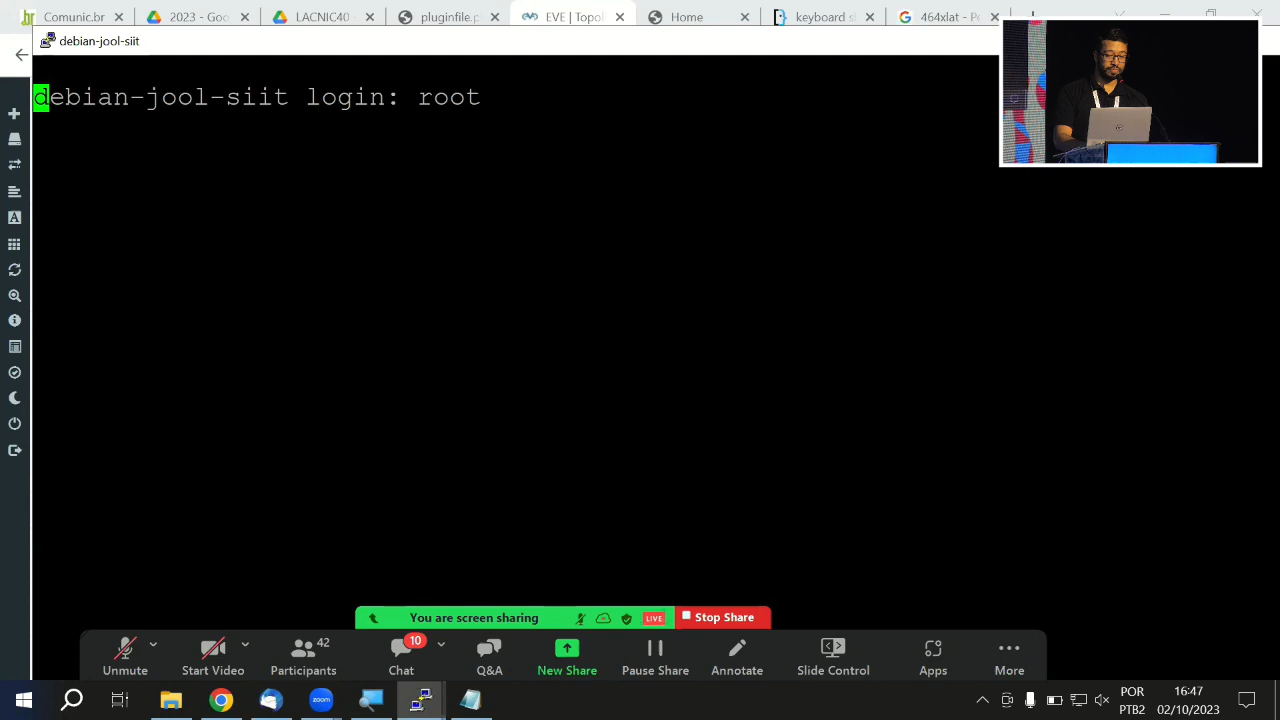 Comunic.br
2023 - Goo
LACNIC40
pluginfile.p
EVE | Topol
Home
keyboard s
464xlat - Pe
debian-jool-siit
debian-jool-siit login: root
You are screen sharing
LIVE
Stop Share
Unmute
Start Video
42
Participants
10
Chat
Q&A
New Share
Pause Share
Annotate
Slide Control
Apps
More
zoom
POR
PTB2
16:47
02/10/2023